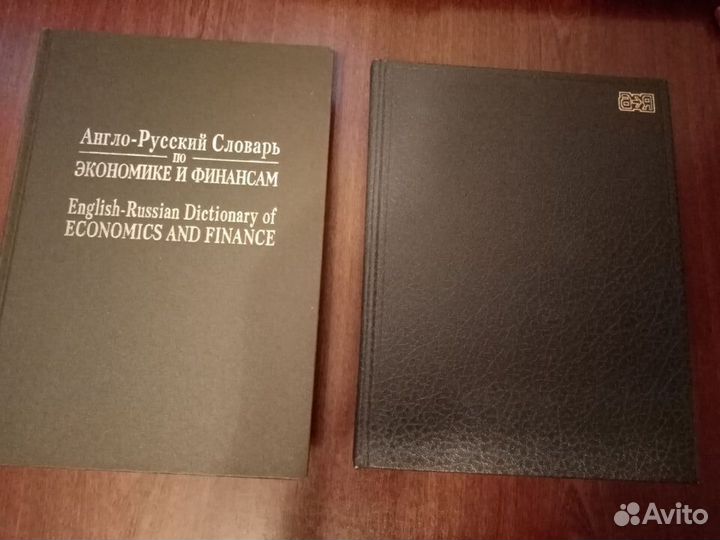 Англо-Русский Словарь
по
ЭКОНОМИКЕ И ФИНАНСАМ
English-Russian Dictionary of
ECONOMICS AND FINANCE
Avito